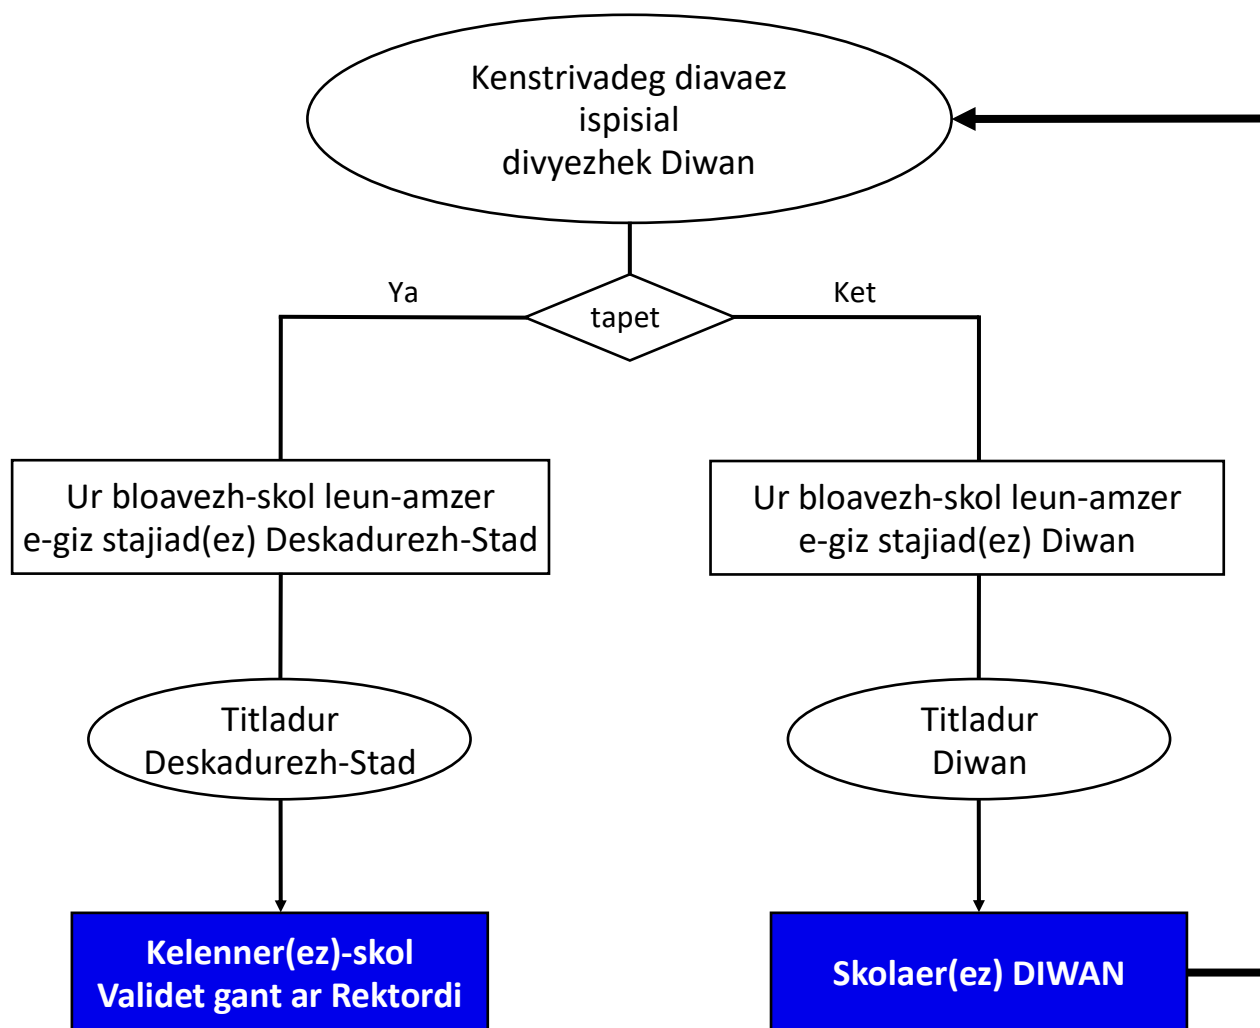 Kenstrivadeg diavaez
ispisial
divyezhek Diwan
Ya
tapet
Ket
Ur bloavezh-skol leun-amzer
e-giz stajiad(ez) Deskadurezh-Stad
Ur bloavezh-skol leun-amzer
e-giz stajiad(ez) Diwan
Titladur
Deskadurezh-Stad
Titladur
Diwan
Kelenner(ez)-skol
Validet gant ar Rektordi
Skolaer(ez) DIWAN